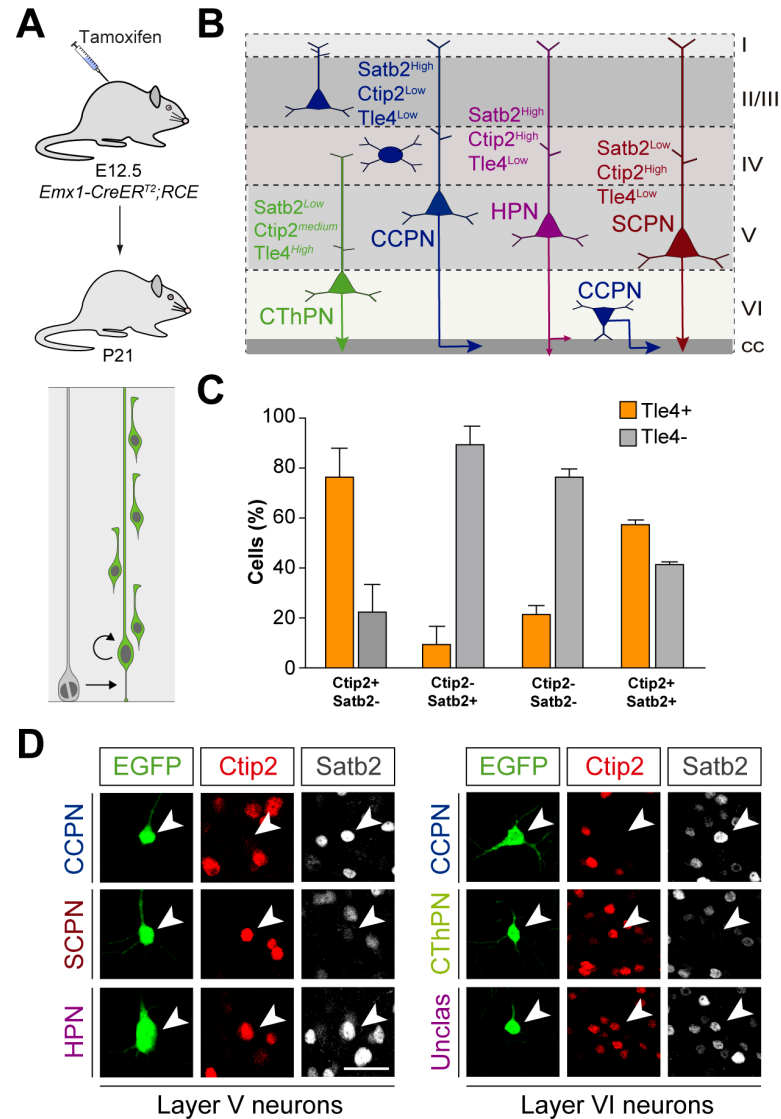 A
Tamoxifen
E12.5
Emx1-CreERT2;RCE
P21
B
I
II/III
IV
V
VI
cc
Satb2High
Ctip2Low
Tle4Low
Satb2High
Ctip2High
Tle4Low
Satb2Low
Ctip2High
Tle4Low
Satb2Low
Ctip2medium
Tle4High
CCPN
HPN
SCPN
CThPN
CCPN
C
Tle4+
Tle4-
Cells (%)
100
80
60
40
20
0
Ctip2+
Satb2-
Ctip2-
Satb2+
Ctip2-
Satb2-
Ctip2+
Satb2+
D
EGFP Ctip2 Satb2
CCPN
SCPN
HPN
Layer V neurons
EGFP Ctip2 Satb2
CCPN
CThPN
Unclas
Layer VI neurons